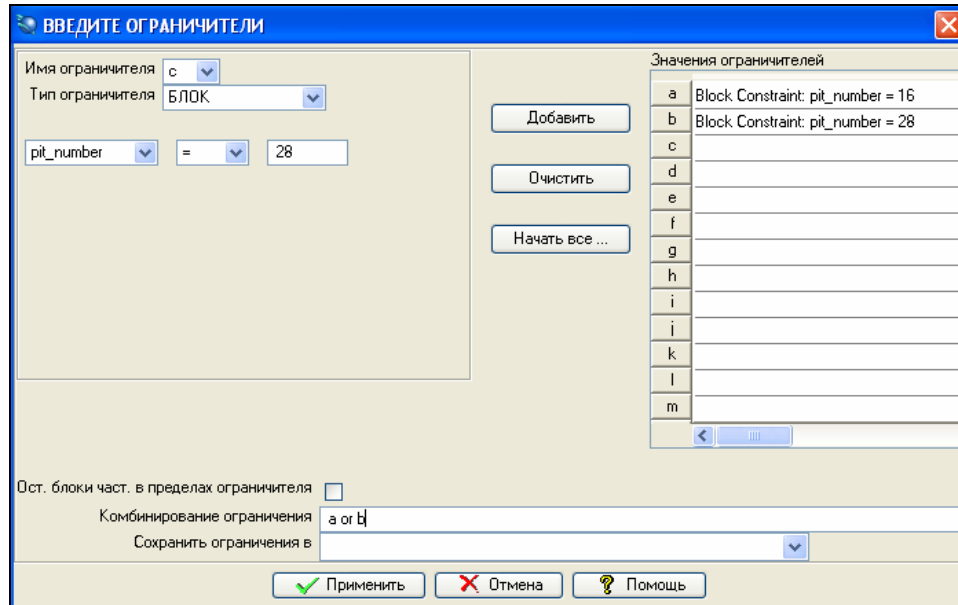 ВВЕДИТЕ ОГРАНИЧИТЕЛИ
Имя ограничителя c
Тип ограничителя БЛОК
pit_number = 28
Добавить
Очистить
Начать все ...
Значения ограничителей
a Block Constraint: pit_number = 16
b Block Constraint: pit_number = 28
c
d
e
f
g
h
i
j
k
l
m
Ост. блоки част. в пределах ограничителя
Комбинирование ограничения a or b
Сохранить ограничения в
Применить Отмена Помощь